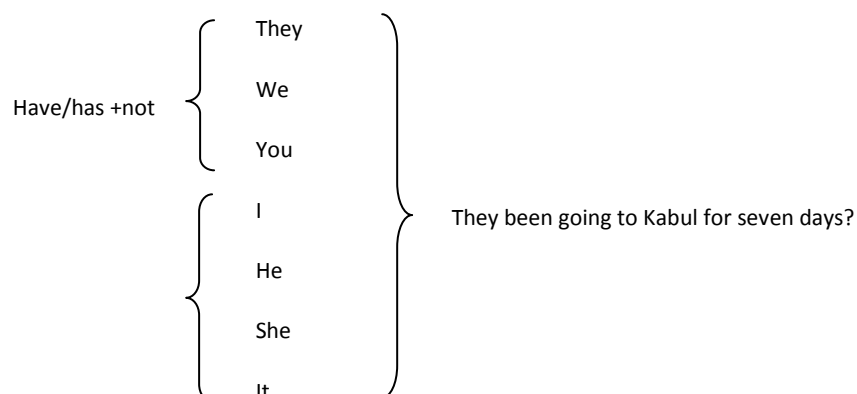 They
We
Have/has +not
You
I
They been going to Kabul for seven days?
He
She
It